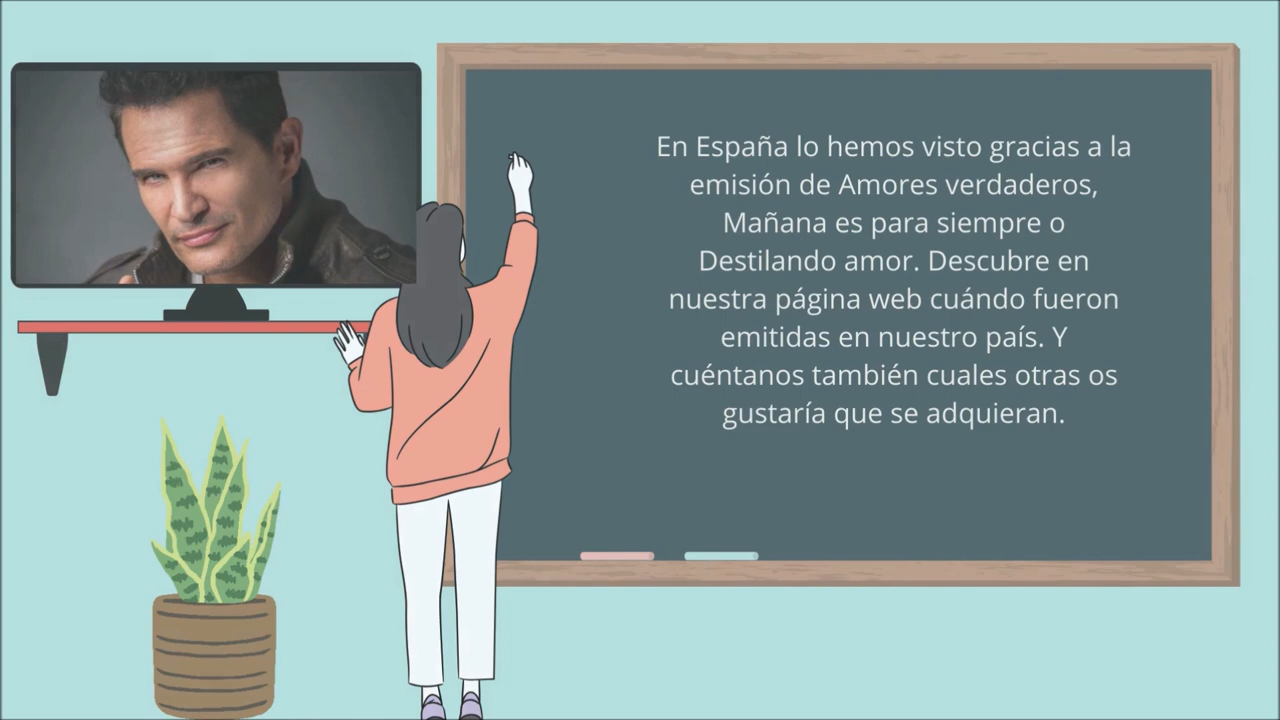 En España lo hemos visto gracias a la
emisión de Amores verdaderos,
Mañana es para siempre o
Destilando amor. Descubre en
nuestra página web cuándo fueron
emitidas en nuestro país. Y
cuéntanos también cuales otras os
gustaría que se adquieran.